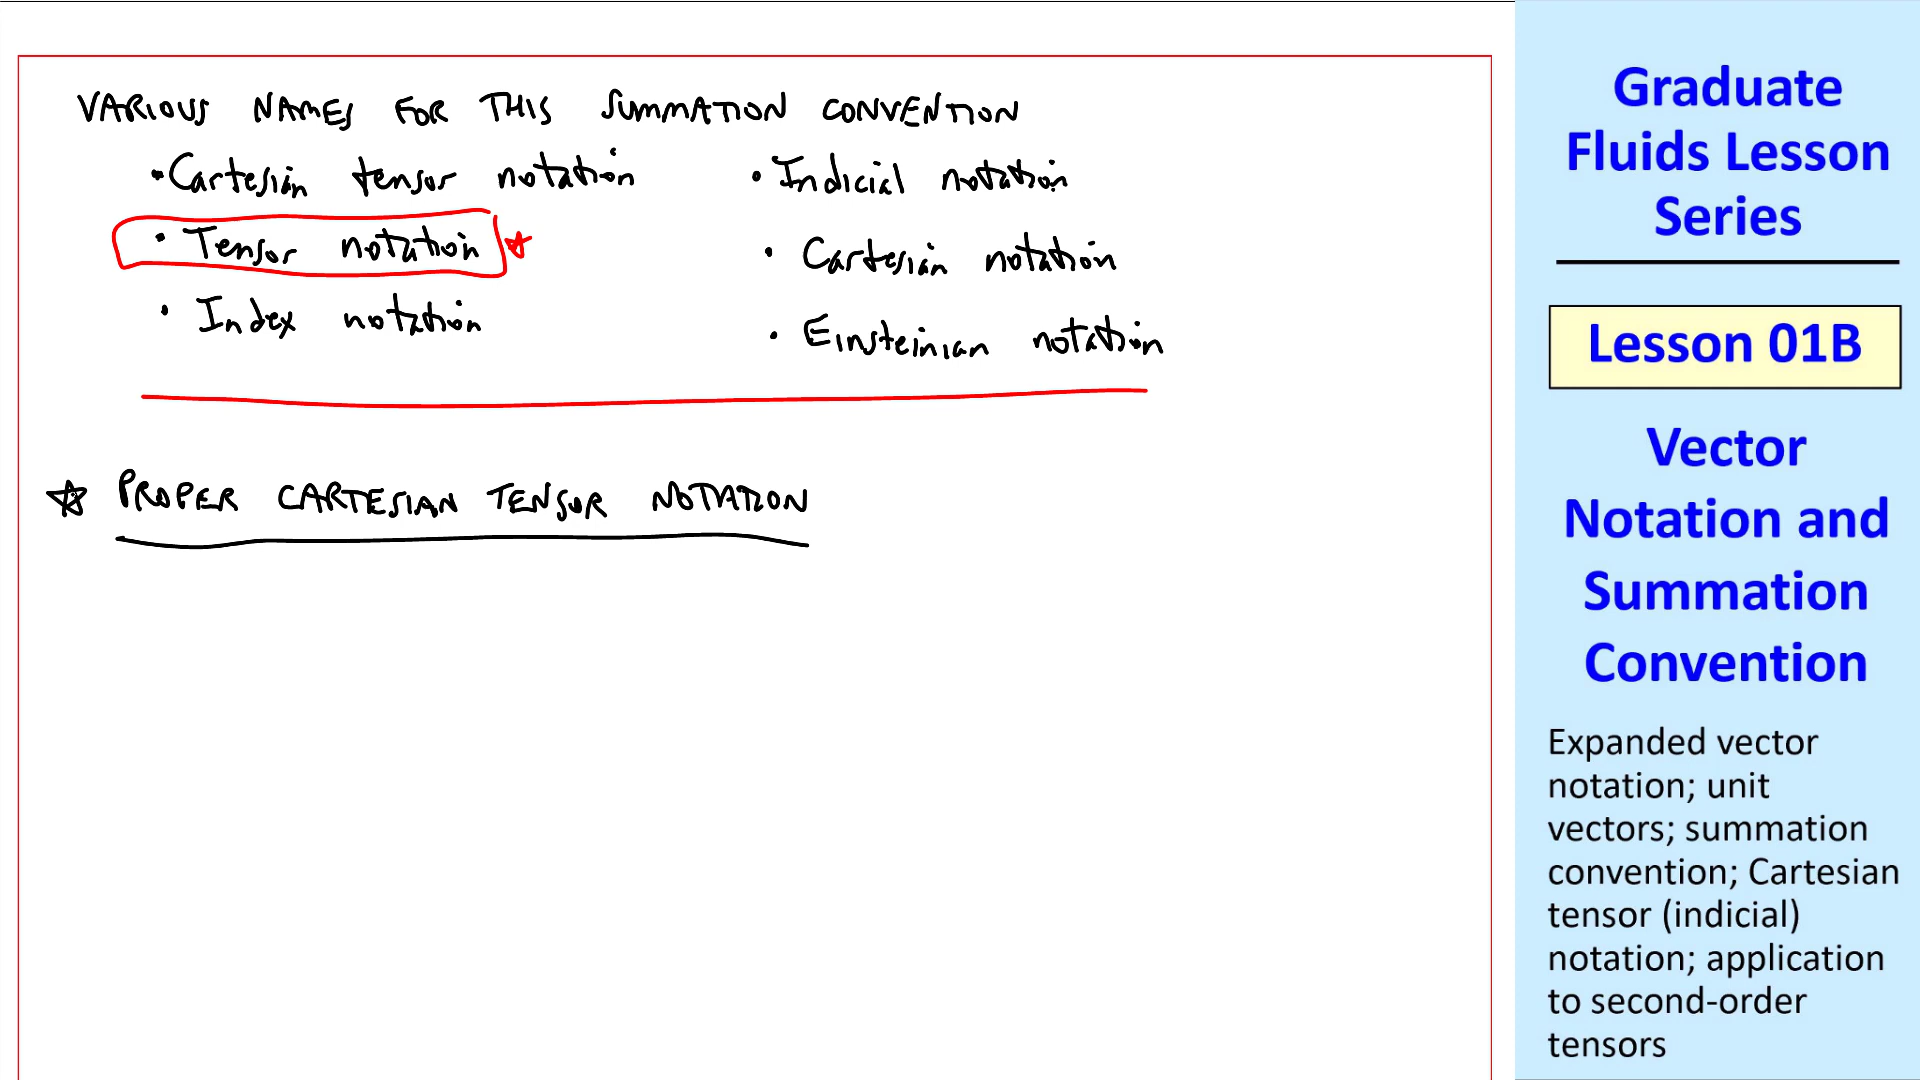 VARIOUS NAMES FOR THIS SUMMATION CONVENTION
• Cartesian tensor notation
• Tensor notation
• Index notation
• Indicial notation
• Cartesian notation
• Einsteinian notation
PROPER CARTESIAN TENSOR NOTATION
Graduate
Fluids Lesson
Series
Lesson 01B
Vector
Notation and
Summation
Convention
Expanded vector
notation; unit
vectors; summation
convention; Cartesian
tensor (indicial)
notation; application
to second-order
tensors